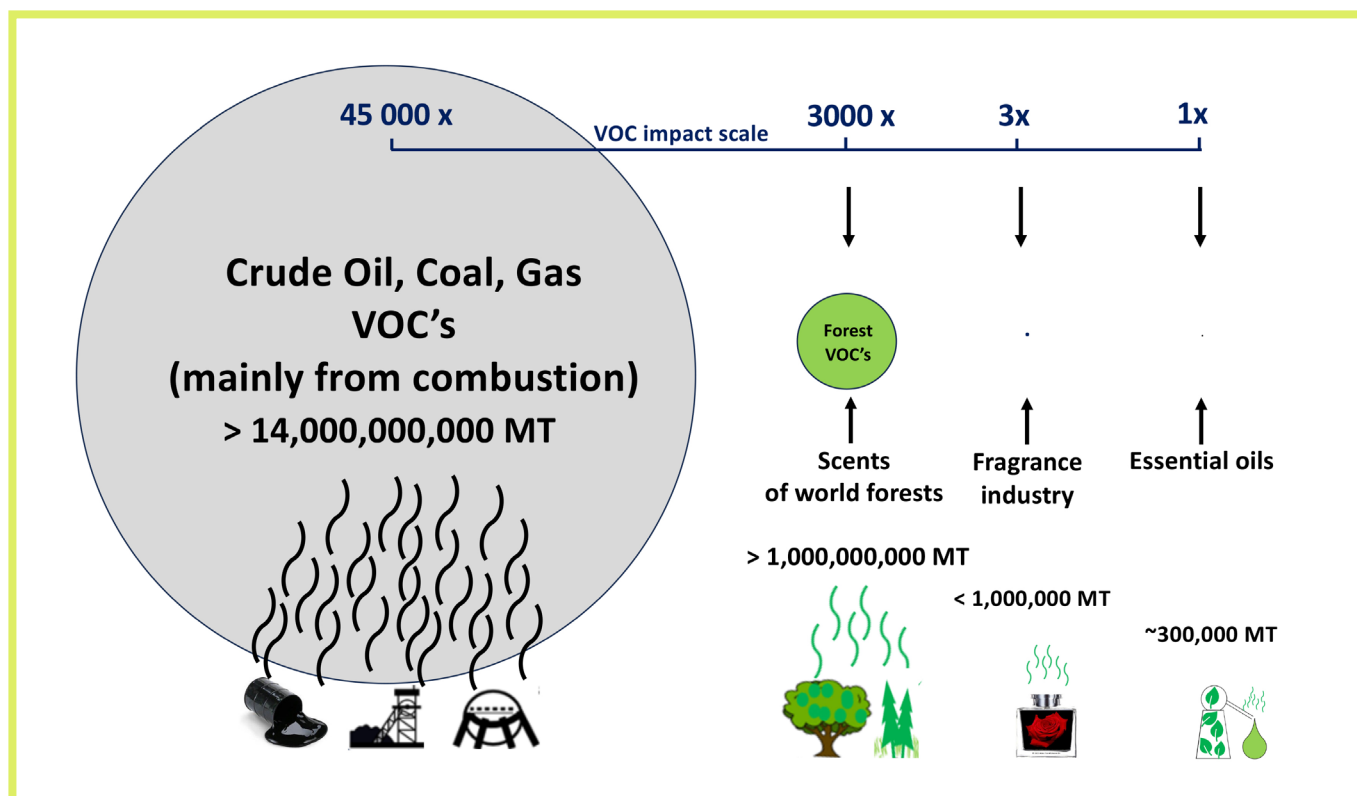 45 000 x
VOC impact scale
3000 x
3x
1x
Crude Oil, Coal, Gas
VOC’s
(mainly from combustion)
> 14,000,000,000 MT
Forest
VOC’s
Scents
of world forests
> 1,000,000,000 MT
Fragrance
industry
< 1,000,000 MT
Essential oils
~300,000 MT